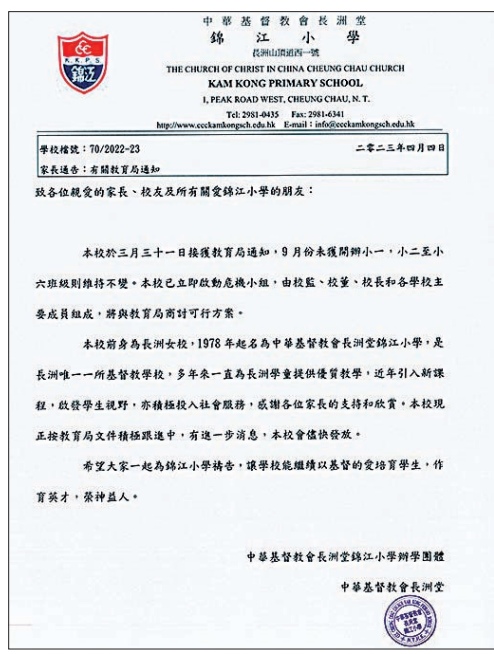 K.K.P.S.
錦江
中華基督教會長洲堂
錦江小學
長洲山頂道西一號
THE CHURCH OF CHRIST IN CHINA CHEUNG CHAU CHURCH
KAM KONG PRIMARY SCHOOL
1, PEAK ROAD WEST, CHEUNG CHAU, N. T.
Tel: 2981-0435 Fax: 2981-6341
http://www.ccckamkongsch.edu.hk E-mail : info@ccckamkongsch.edu.hk
學校檔號：70/2022-23 二零二三年四月四日
家長通告：有關教育局通知
致各位親愛的家長、校友及所有關愛錦江小學的朋友：
本校於三月三十一日接獲教育局通知，9 月份未獲開辦小一，小二至小
六班級則維持不變。本校已立即啟動危機小組，由校監、校董、校長和各學校主
要成員組成，將與教育局商討可行方案。
本校前身為長洲女校，1978 年起名為中華基督教會長洲堂錦江小學，是
長洲唯一一所基督教學校，多年來一直為長洲學童提供優質教學，近年引入新課
程，啟發學生視野，亦積極投入社會服務，感謝各位家長的支持和欣賞。本校現
正按教育局文件積極跟進中，有進一步消息，本校會儘快發放。
希望大家一起為錦江小學禱告，讓學校能繼續以基督的愛培育學生，作
育英才，榮神益人。
中華基督教會長洲堂錦江小學辦學團體
中華基督教會長洲堂